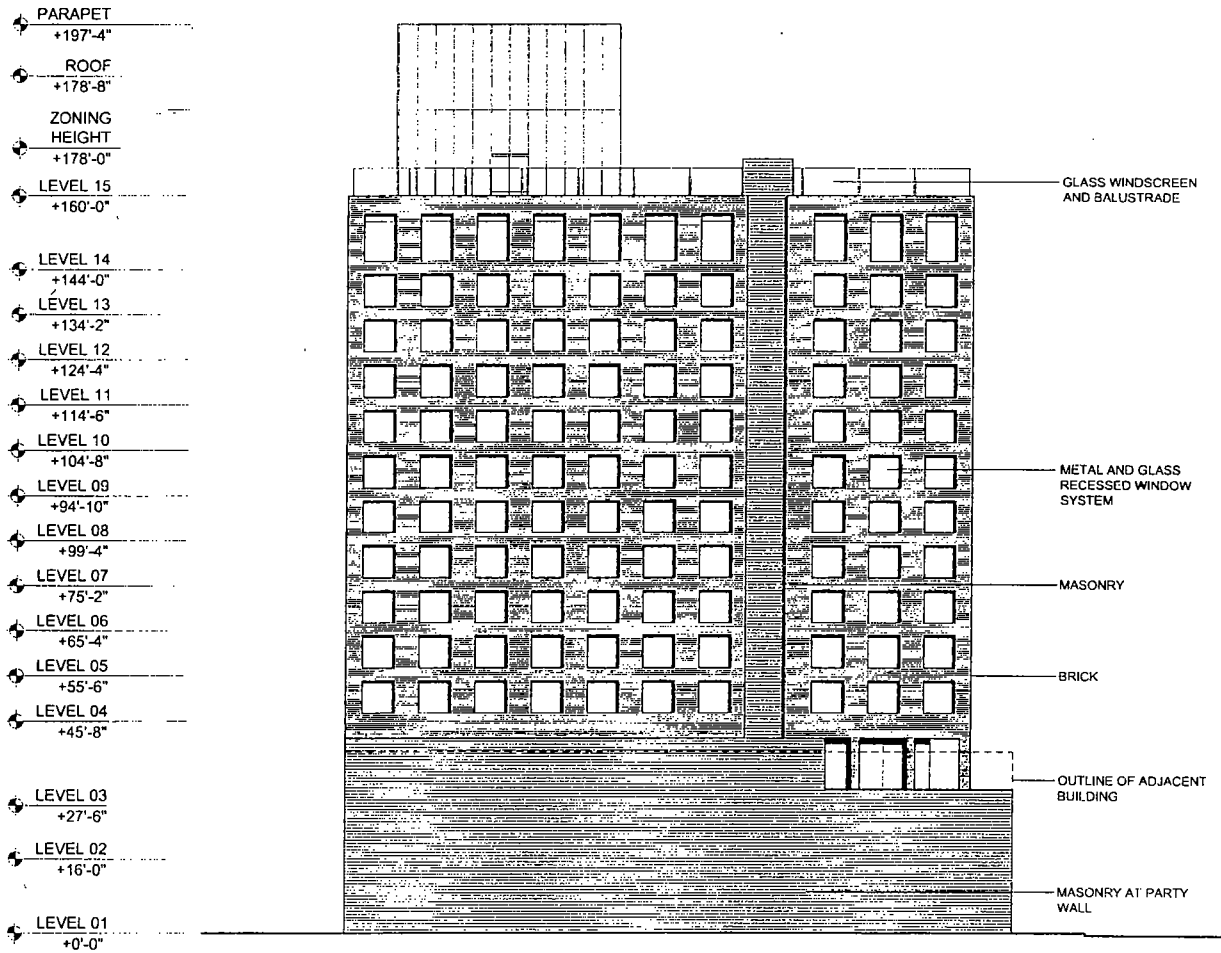 PARAPET
+197'-4"
ROOF
+178'-8"
ZONING
HEIGHT
+178'-0"
LEVEL 15
+160'-0"
LEVEL 14
+144'-0"
LEVEL 13
+134'-2"
LEVEL 12
+124'-4"
LEVEL 11
+114'-6"
LEVEL 10
+104'-8"
LEVEL 09
+94'-10"
LEVEL 08
+99'-4"
LEVEL 07
+75'-2"
LEVEL 06
+65'-4"
LEVEL 05
+55'-6"
LEVEL 04
+45'-8"
LEVEL 03
+27'-6"
LEVEL 02
+16'-0"
LEVEL 01
+0'-0"
GLASS WINDSCREEN
AND BALUSTRADE
METAL AND GLASS
RECESSED WINDOW
SYSTEM
MASONRY
BRICK
OUTLINE OF ADJACENT
BUILDING
MASONRY AT PARTY
WALL